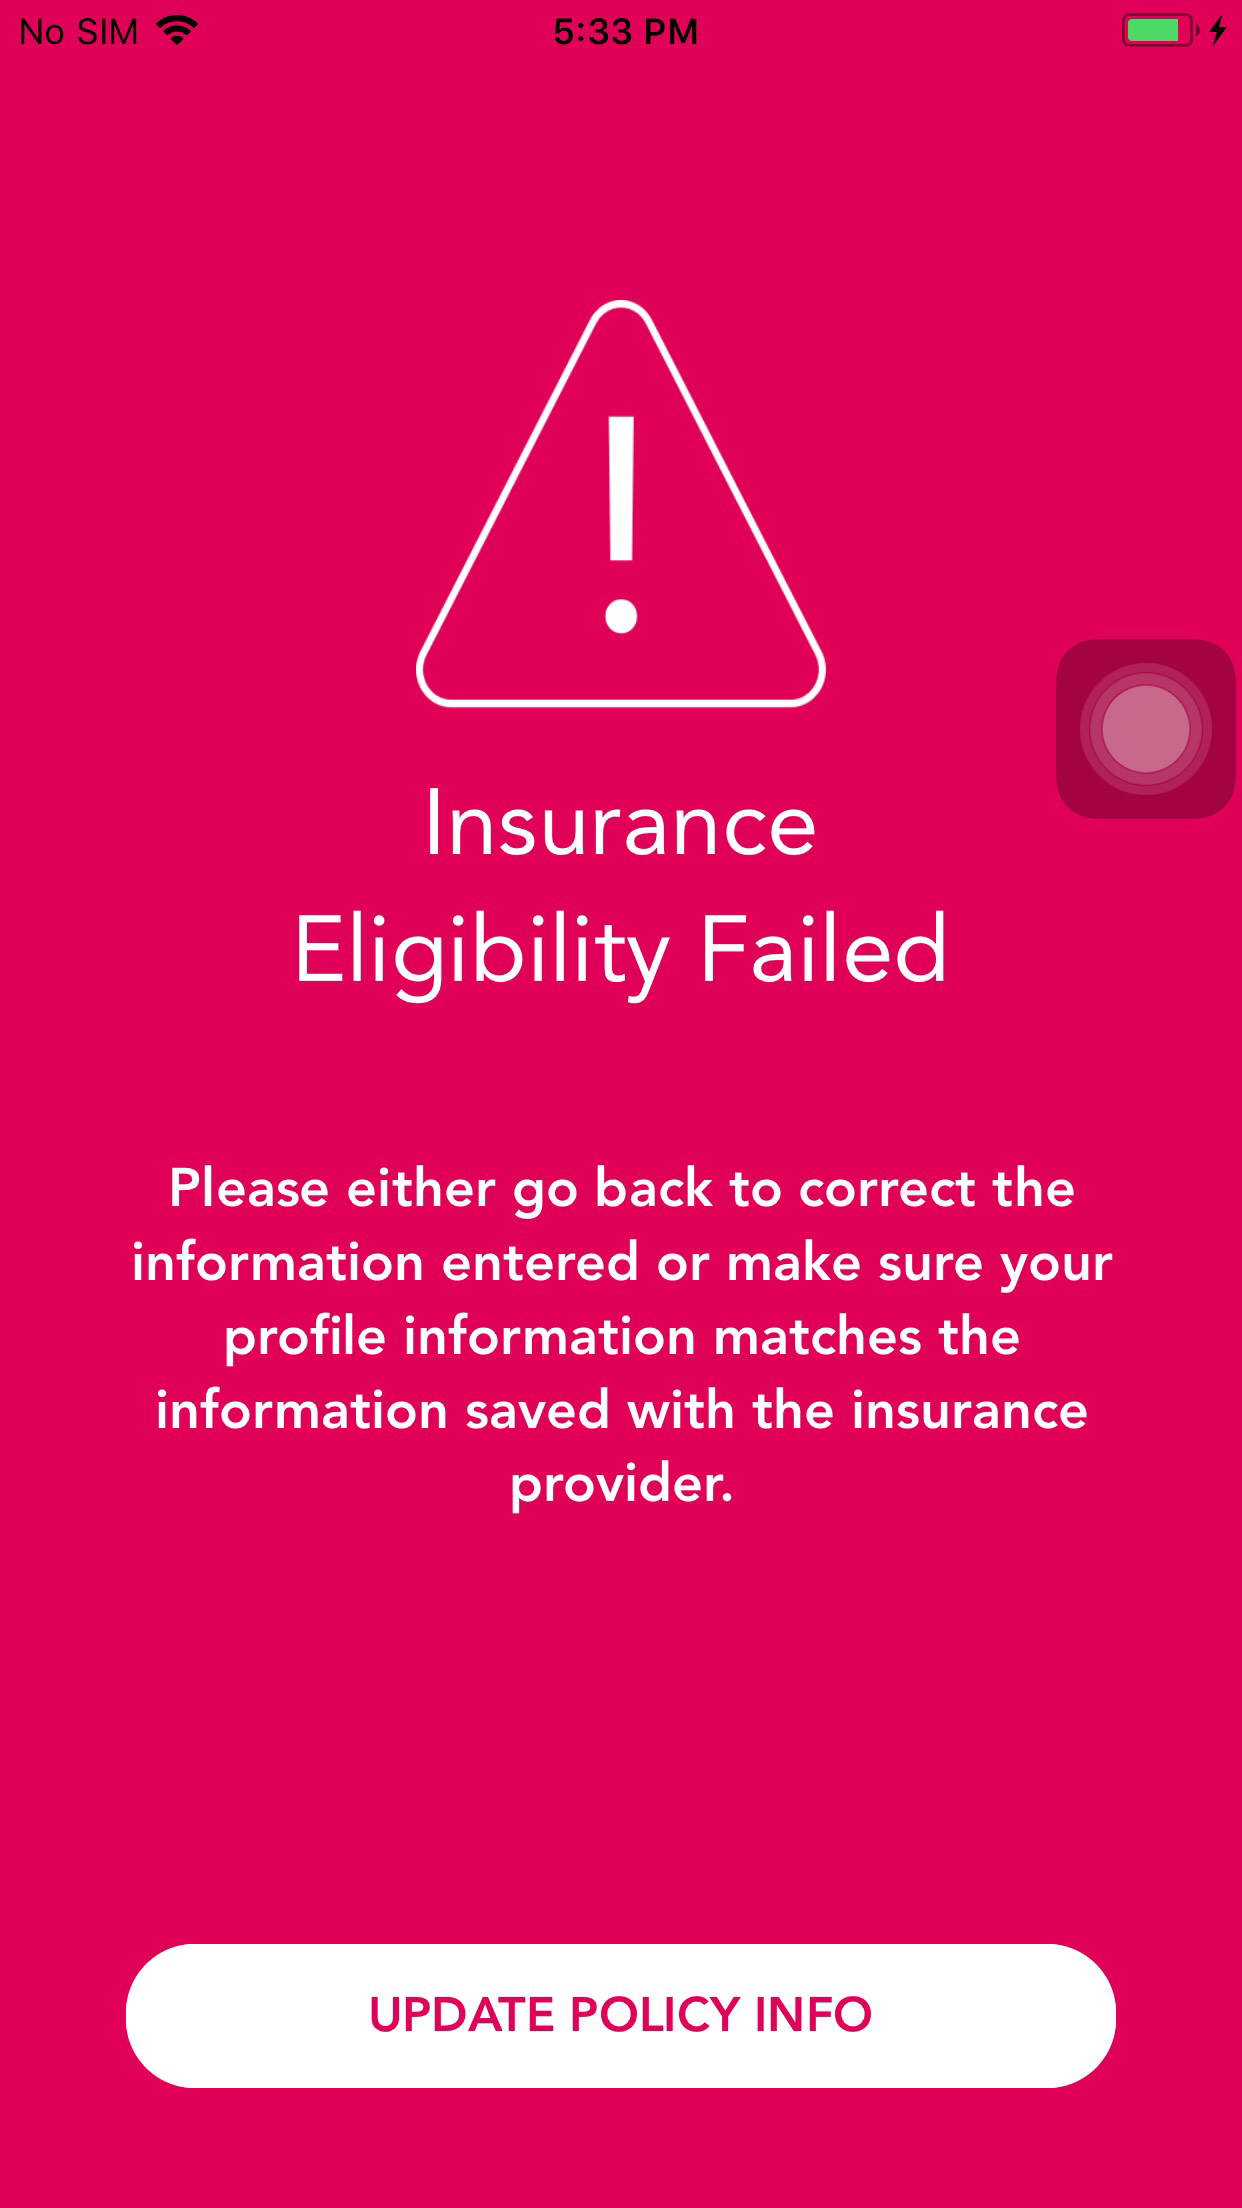 No SIM 5:33 PM
Insurance
Eligibility Failed
Please either go back to correct the
information entered or make sure your
profile information matches the
information saved with the insurance
provider.
UPDATE POLICY INFO